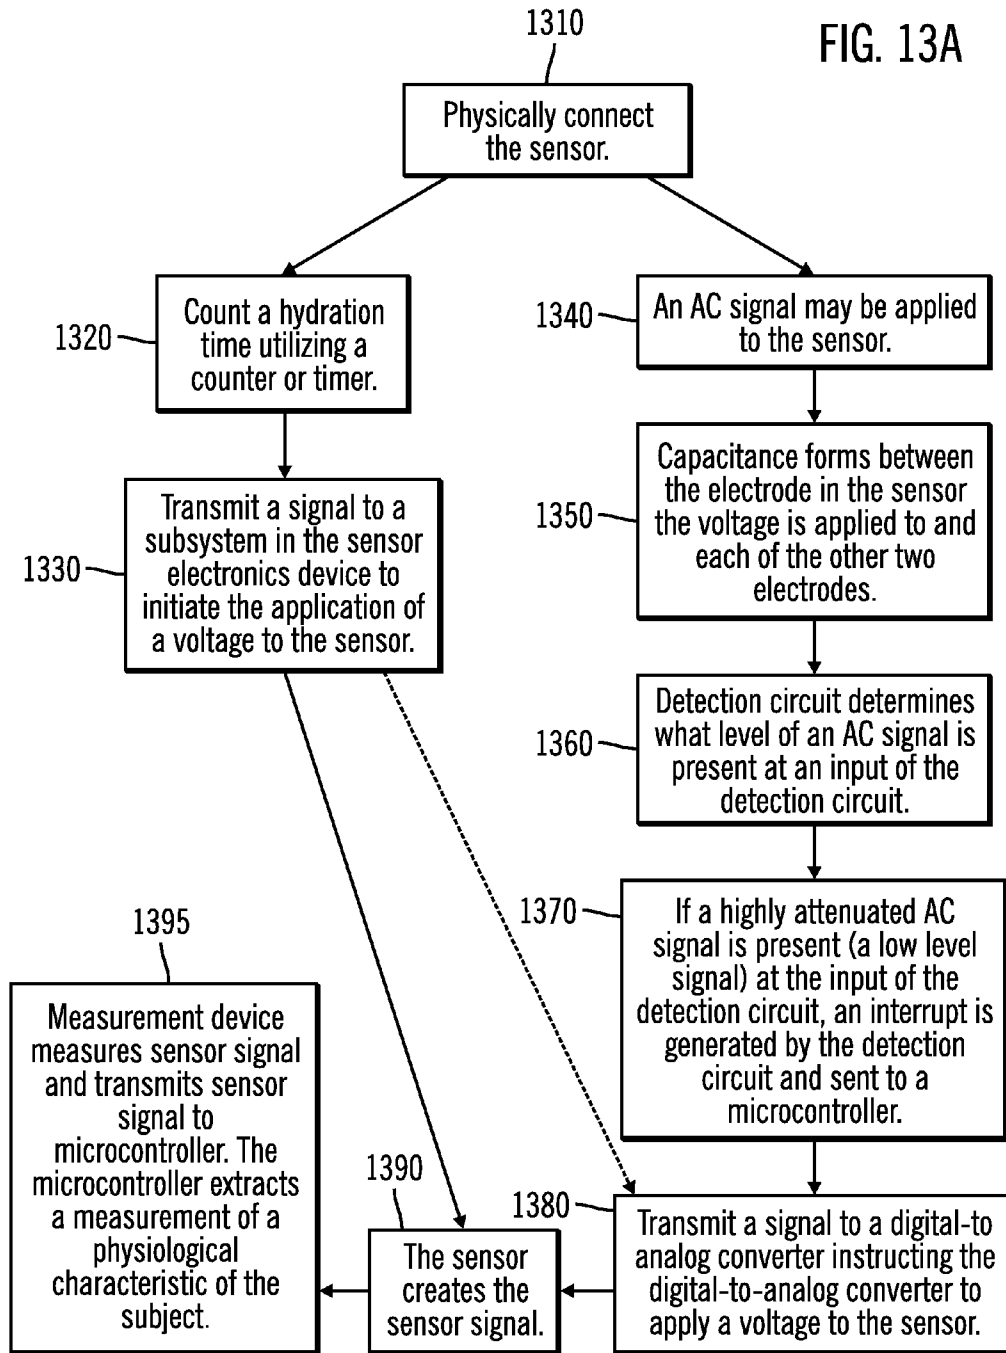 FIG. 13A
1310
Physically connect
the sensor.
1320
Count a hydration
time utilizing a
counter or timer.
1330
Transmit a signal to a
subsystem in the sensor
electronics device to
initiate the application of
a voltage to the sensor.
1340
An AC signal may be applied
to the sensor.
1350
Capacitance forms between
the electrode in the sensor
the voltage is applied to and
each of the other two
electrodes.
1360
Detection circuit determines
what level of an AC signal is
present at an input of the
detection circuit.
1370
If a highly attenuated AC
signal is present (a low level
signal) at the input of the
detection circuit, an interrupt is
generated by the detection
circuit and sent to a
microcontroller.
1380
Transmit a signal to a digital-to
analog converter instructing the
digital-to-analog converter to
apply a voltage to the sensor.
1390
The sensor
creates the
sensor signal.
1395
Measurement device
measures sensor signal
and transmits sensor
signal to
microcontroller. The
microcontroller extracts
a measurement of a
physiological
characteristic of the
subject.